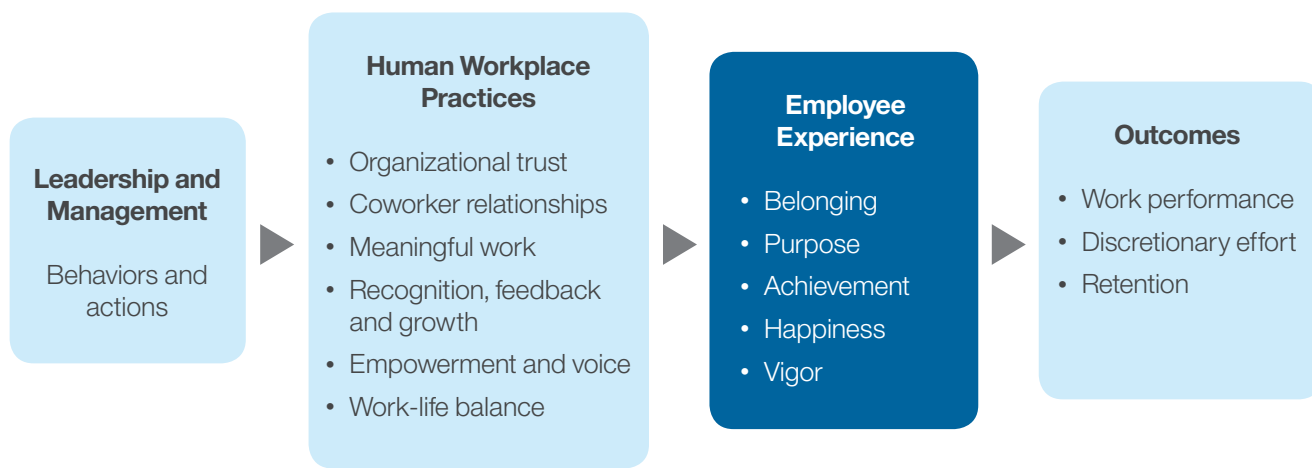 Leadership and
Management
Behaviors and
actions
Human Workplace
Practices
• Organizational trust
• Coworker relationships
• Meaningful work
• Recognition, feedback
and growth
• Empowerment and voice
• Work-life balance
Employee
Experience
• Belonging
• Purpose
• Achievement
• Happiness
• Vigor
Outcomes
• Work performance
• Discretionary effort
• Retention